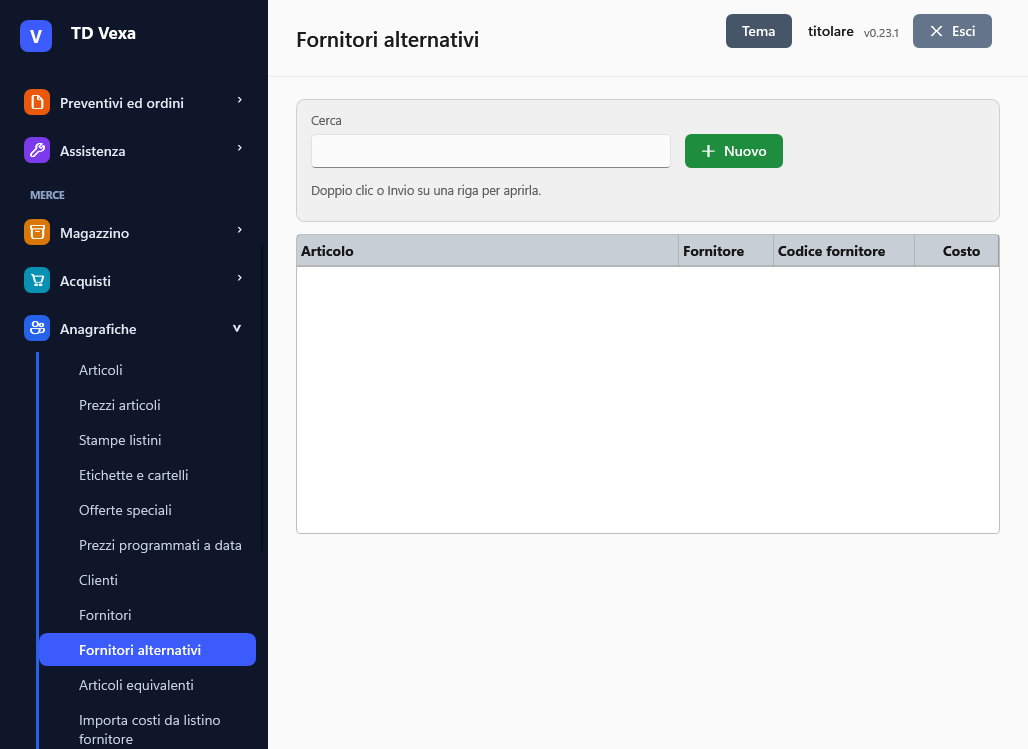 V TD Vexa
Preventivi ed ordini
Assistenza
MERCE
Magazzino
Acquisti
Anagrafiche
Articoli
Prezzi articoli
Stampe listini
Etichette e cartelli
Offerte speciali
Prezzi programmati a data
Clienti
Fornitori
Fornitori alternativi
Articoli equivalenti
Importa costi da listino
fornitore
Fornitori alternativi
Tema titolare v0.23.1 Esci
Cerca
Nuovo
Doppio clic o Invio su una riga per aprirla.
Articolo Fornitore Codice fornitore Costo